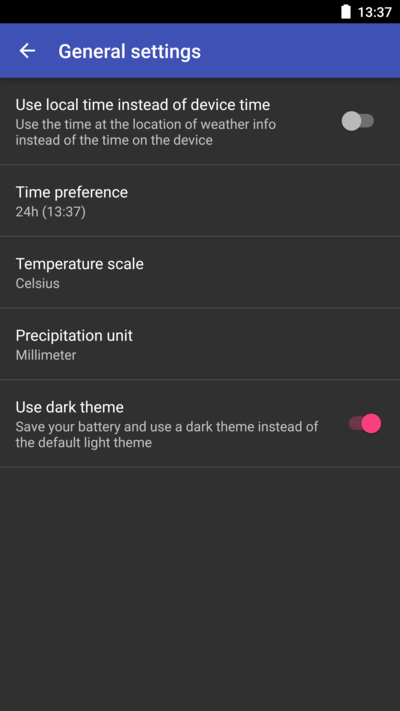 13:37
General settings
Use local time instead of device time
Use the time at the location of weather info
instead of the time on the device
Time preference
24h (13:37)
Temperature scale
Celsius
Precipitation unit
Millimeter
Use dark theme
Save your battery and use a dark theme instead of
the default light theme